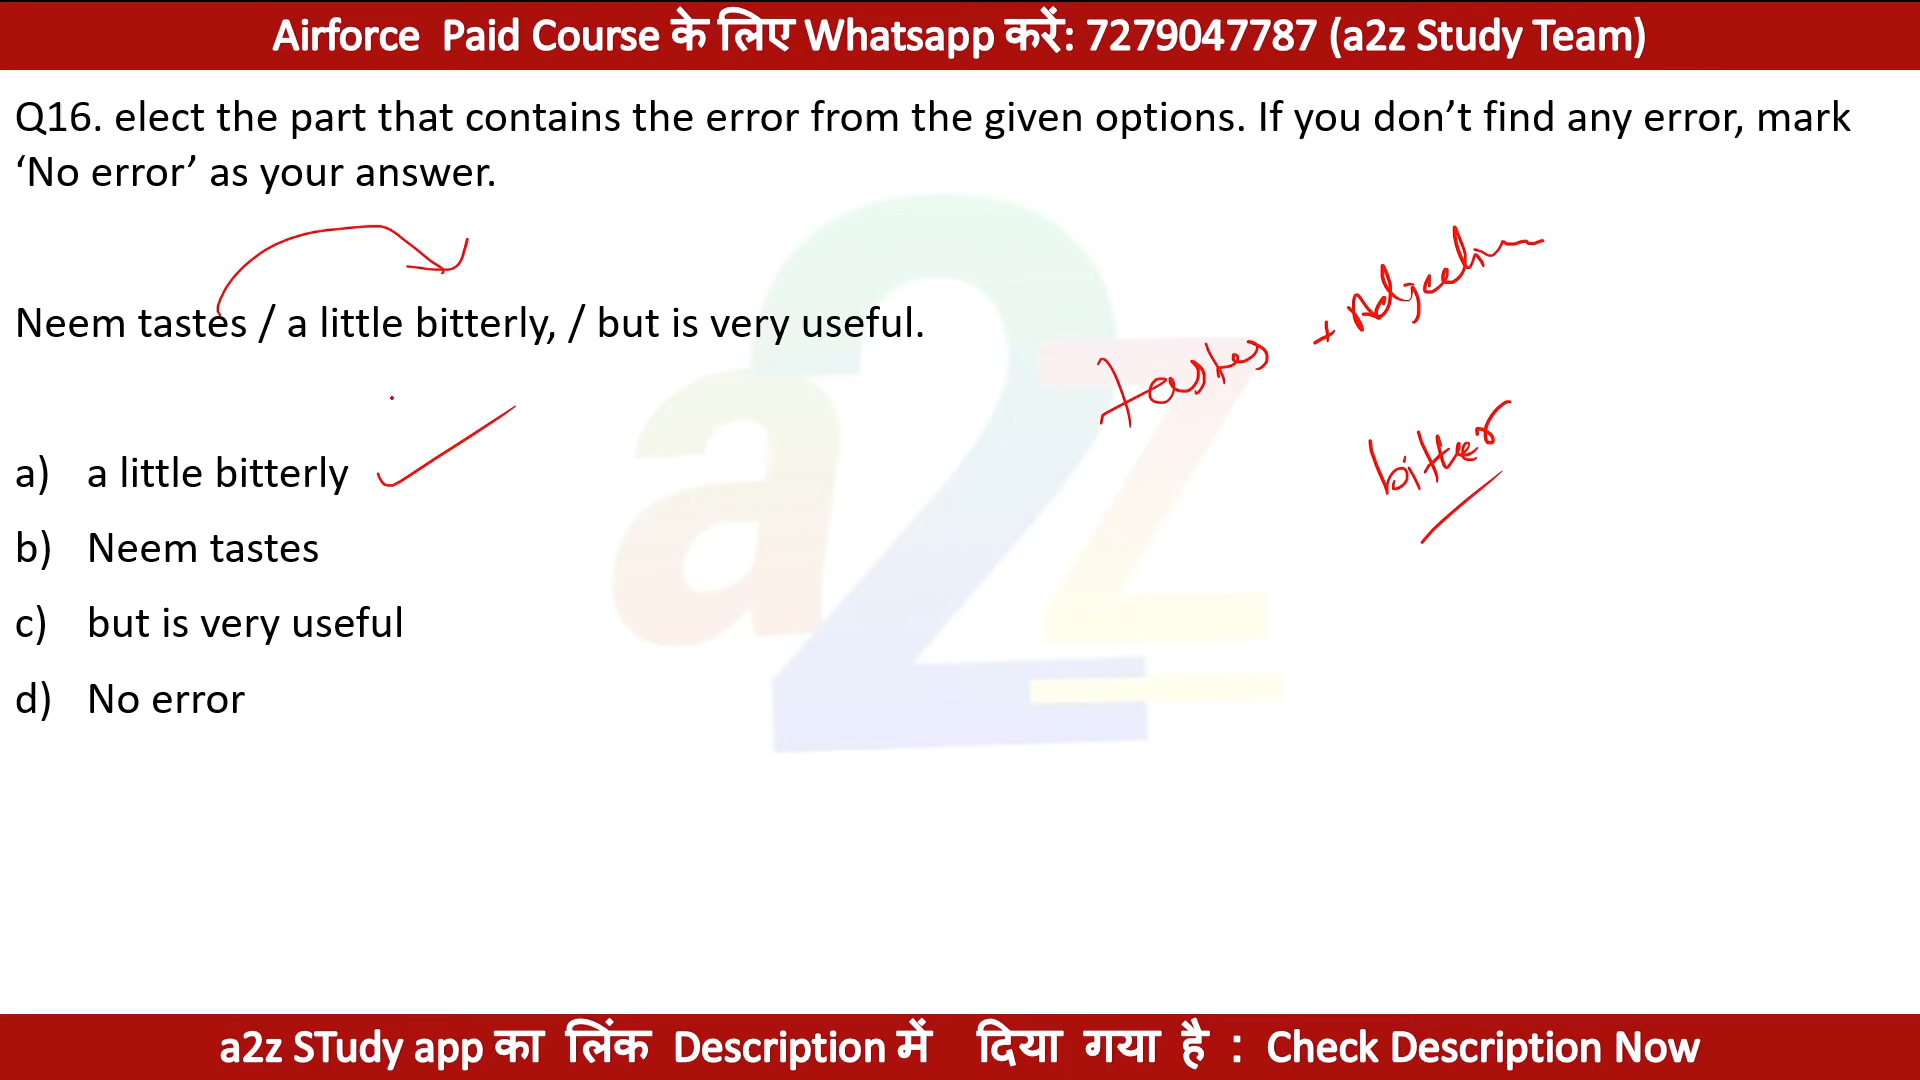 Airforce Paid Course के लिए Whatsapp करें: 7279047787 (a2z Study Team)
Q16. elect the part that contains the error from the given options. If you don’t find any error, mark
‘No error’ as your answer.
Neem tastes / a little bitterly, / but is very useful.
tastes + Adjective
bitter
a) a little bitterly
b) Neem tastes
c) but is very useful
d) No error
a2z
a2z STudy app का लिंक Description में दिया गया है : Check Description Now